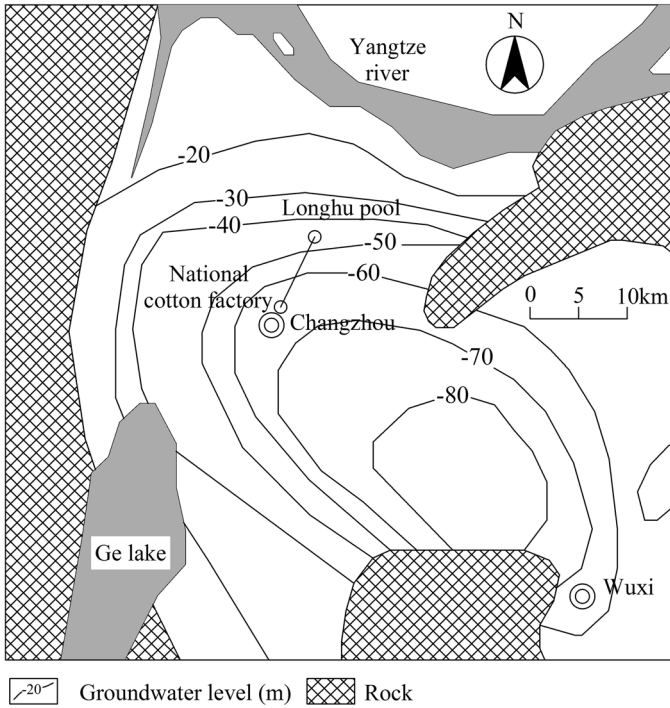 N
Yangtze
river
-20
-30
-40
Longhu pool
-50
-60
National
cotton factory
Changzhou
0 5 10km
-70
-80
Ge lake
Wuxi
-20 Groundwater level (m) Rock